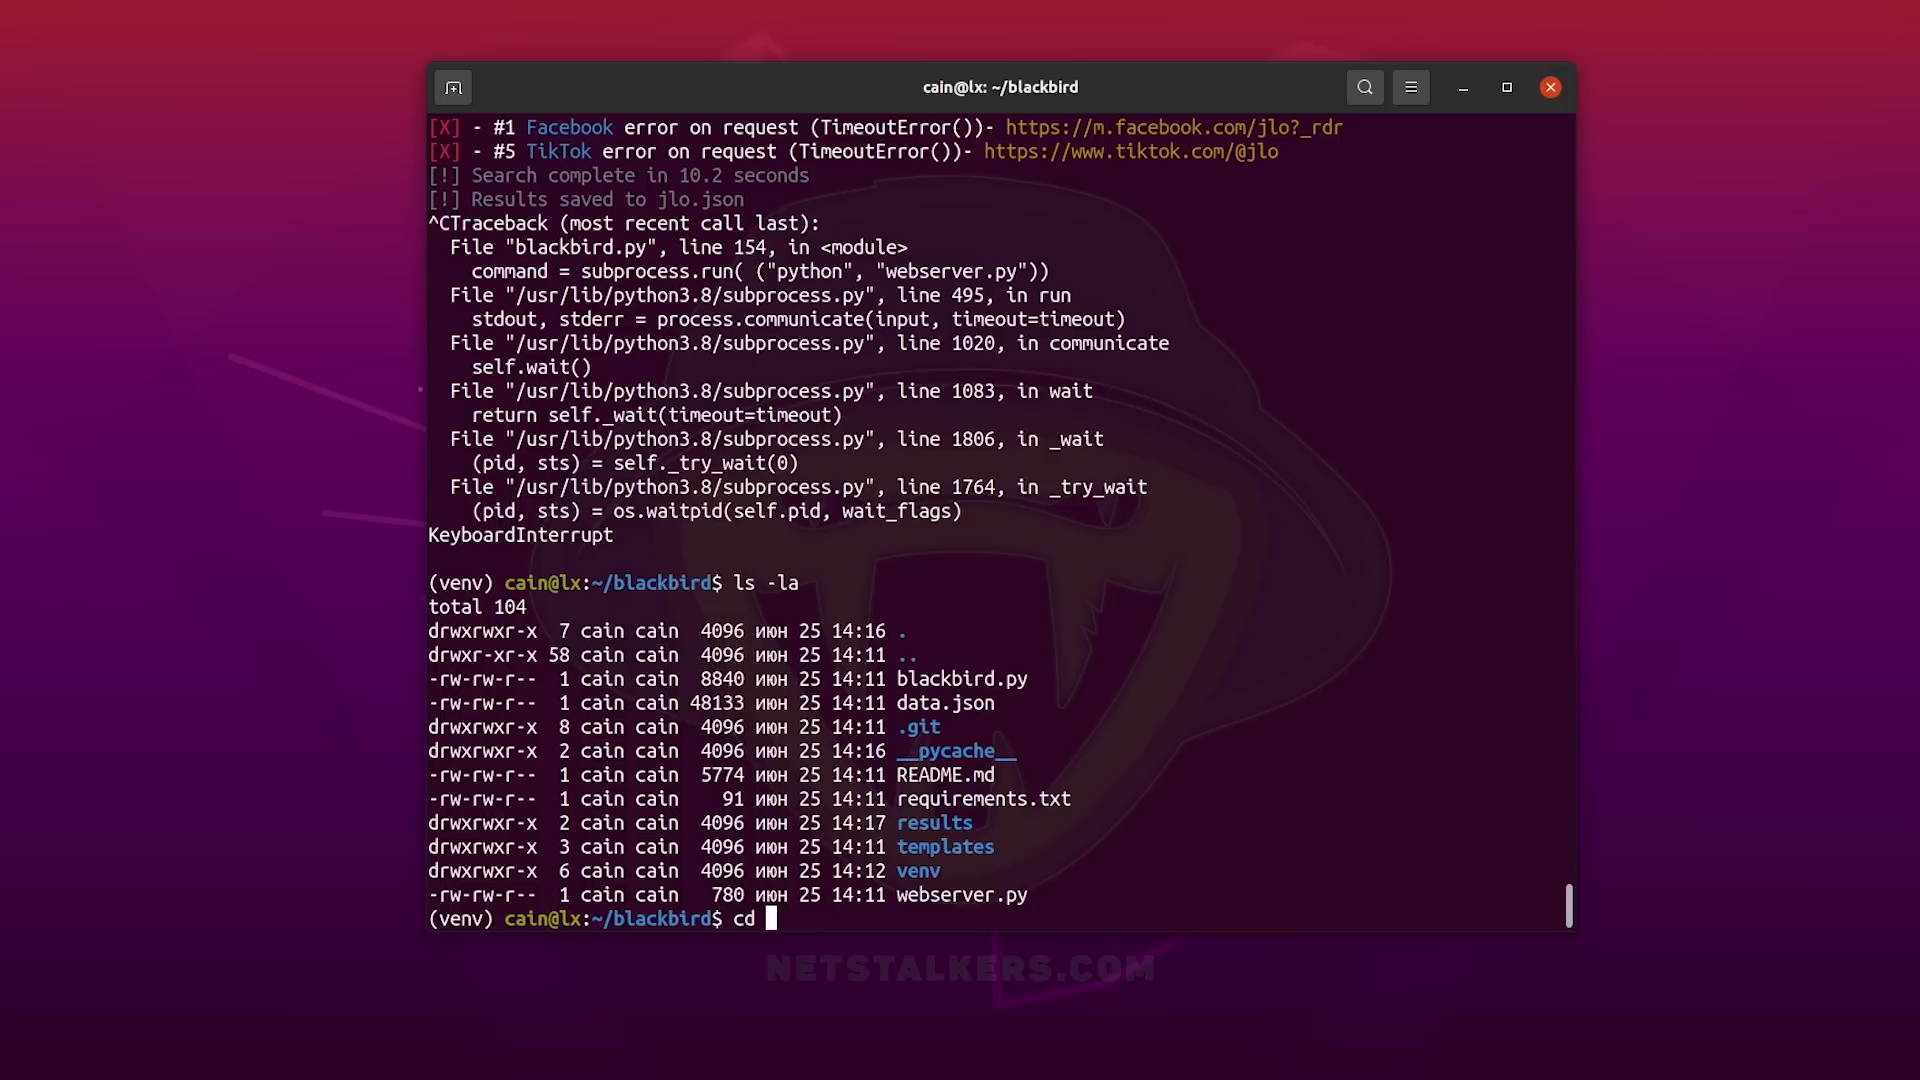 cain@lx: ~/blackbird
[X] - #1 Facebook error on request (TimeoutError())- https://m.facebook.com/jlo?_rdr
[X] - #5 TikTok error on request (TimeoutError())- https://www.tiktok.com/@jlo
[!] Search complete in 10.2 seconds
[!] Results saved to jlo.json
^CTraceback (most recent call last):
  File "blackbird.py", line 154, in <module>
    command = subprocess.run( ("python", "webserver.py"))
  File "/usr/lib/python3.8/subprocess.py", line 495, in run
    stdout, stderr = process.communicate(input, timeout=timeout)
  File "/usr/lib/python3.8/subprocess.py", line 1020, in communicate
    self.wait()
  File "/usr/lib/python3.8/subprocess.py", line 1083, in wait
    return self._wait(timeout=timeout)
  File "/usr/lib/python3.8/subprocess.py", line 1806, in _wait
    (pid, sts) = self._try_wait(0)
  File "/usr/lib/python3.8/subprocess.py", line 1764, in _try_wait
    (pid, sts) = os.waitpid(self.pid, wait_flags)
KeyboardInterrupt
(venv) cain@lx:~/blackbird$ ls -la
total 104
drwxrwxr-x  7 cain cain  4096 июн 25 14:16 .
drwxr-xr-x 58 cain cain  4096 июн 25 14:11 ..
-rw-rw-r--  1 cain cain  8840 июн 25 14:11 blackbird.py
-rw-rw-r--  1 cain cain 48133 июн 25 14:11 data.json
drwxrwxr-x  8 cain cain  4096 июн 25 14:11 .git
drwxrwxr-x  2 cain cain  4096 июн 25 14:16 __pycache__
-rw-rw-r--  1 cain cain  5774 июн 25 14:11 README.md
-rw-rw-r--  1 cain cain    91 июн 25 14:11 requirements.txt
drwxrwxr-x  2 cain cain  4096 июн 25 14:17 results
drwxrwxr-x  3 cain cain  4096 июн 25 14:11 templates
drwxrwxr-x  6 cain cain  4096 июн 25 14:12 venv
-rw-rw-r--  1 cain cain   780 июн 25 14:11 webserver.py
(venv) cain@lx:~/blackbird$ cd
NETSTALKERS.COM